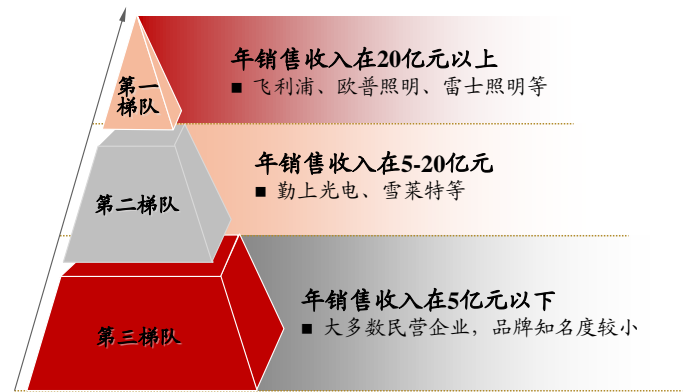 第一
梯队
年销售收入在20亿元以上
■ 飞利浦、欧普照明、雷士照明等
第二梯队
年销售收入在5-20亿元
■ 勤上光电、雪莱特等
第三梯队
年销售收入在5亿元以下
■ 大多数民营企业，品牌知名度较小